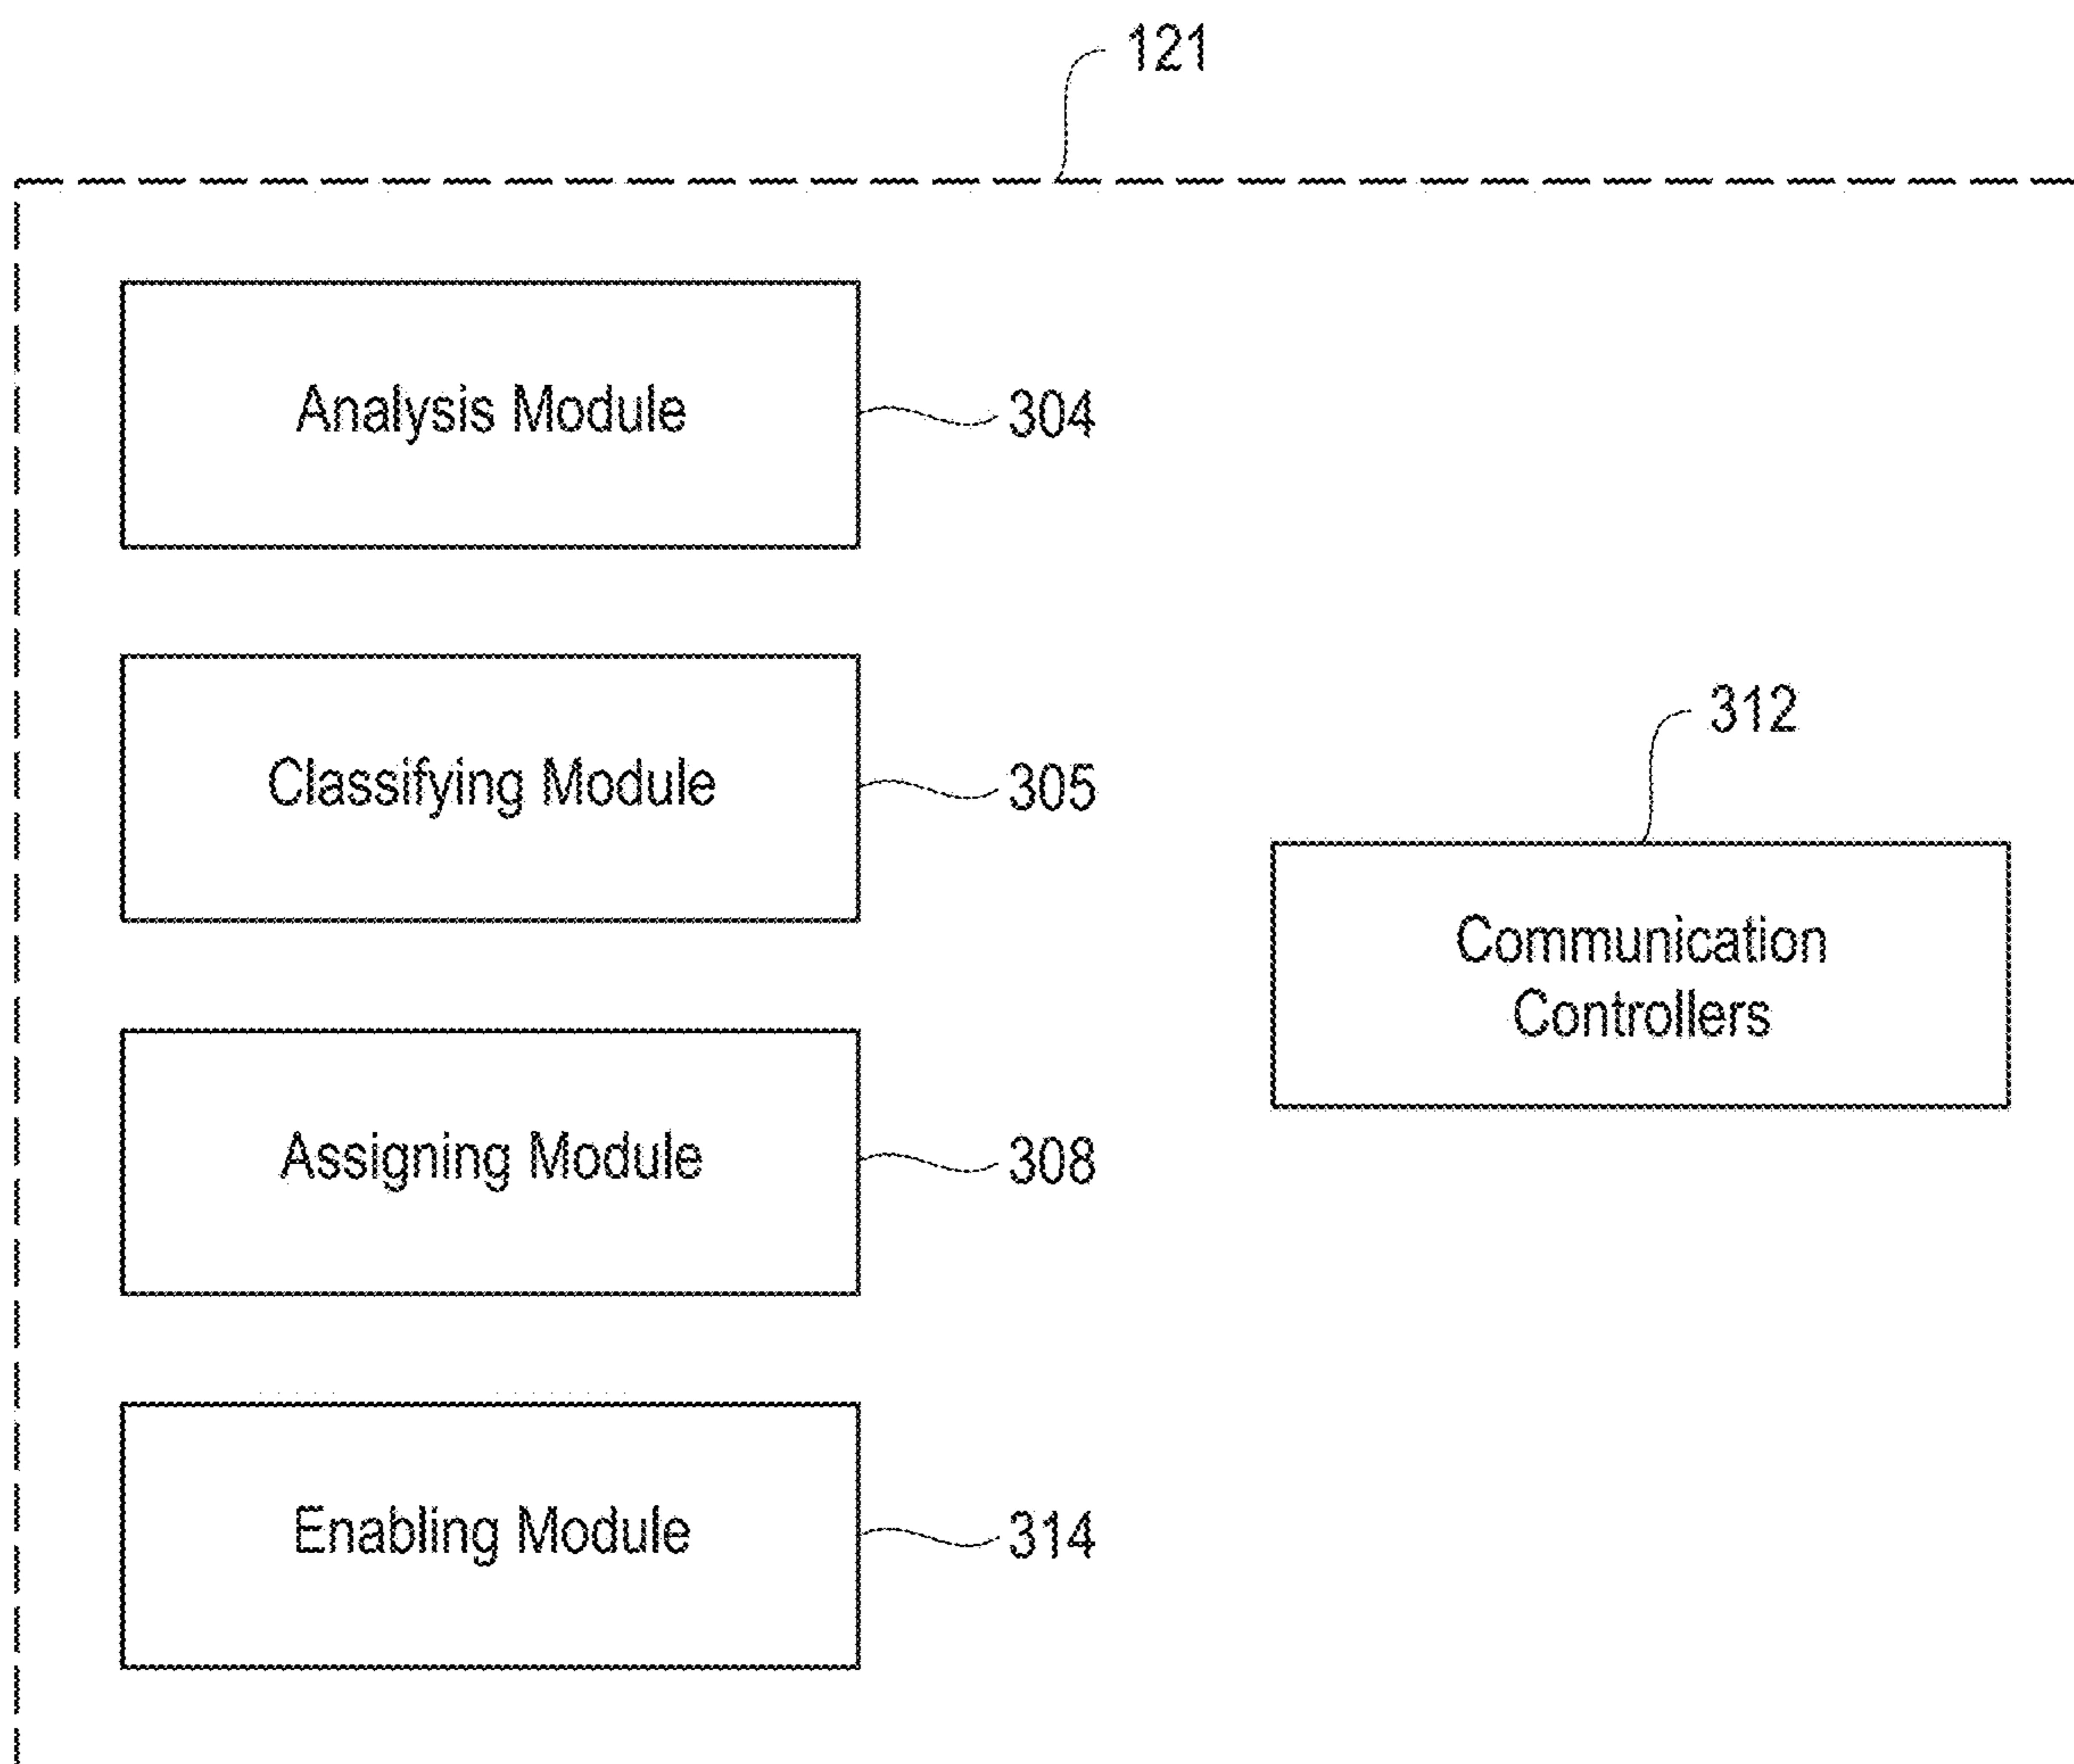 121
Analysis Module
304
Classifying Module
305
312
Communication
Controllers
Assigning Module
308
Enabling Module
314